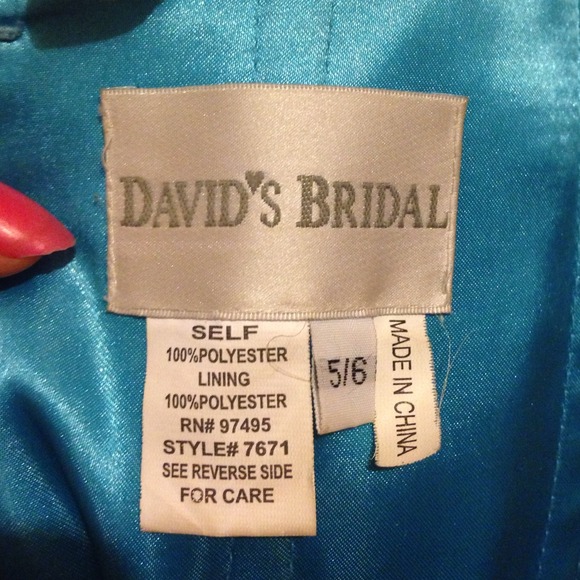 DAVID'S BRIDAL
SELF
100%POLYESTER
LINING
100%POLYESTER
RN# 97495
STYLE# 7671
SEE REVERSE SIDE
FOR CARE
5/6
MADE IN CHINA